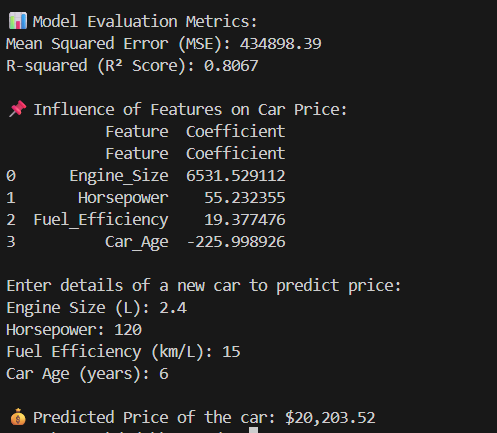 📊 Model Evaluation Metrics:
Mean Squared Error (MSE): 434898.39
R-squared (R² Score): 0.8067
📌 Influence of Features on Car Price:
Feature Coefficient
Feature Coefficient
0 Engine_Size 6531.529112
1 Horsepower 55.232355
2 Fuel_Efficiency 19.377476
3 Car_Age -225.998926
Enter details of a new car to predict price:
Engine Size (L): 2.4
Horsepower: 120
Fuel Efficiency (km/L): 15
Car Age (years): 6
💰 Predicted Price of the car: $20,203.52